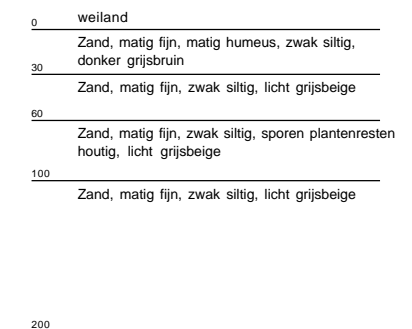 0 weiland
Zand, matig fijn, matig humeus, zwak siltig,
donker grijsbruin
30
Zand, matig fijn, zwak siltig, licht grijsbeige
60
Zand, matig fijn, zwak siltig, sporen plantenresten
houtig, licht grijsbeige
100
Zand, matig fijn, zwak siltig, licht grijsbeige
200